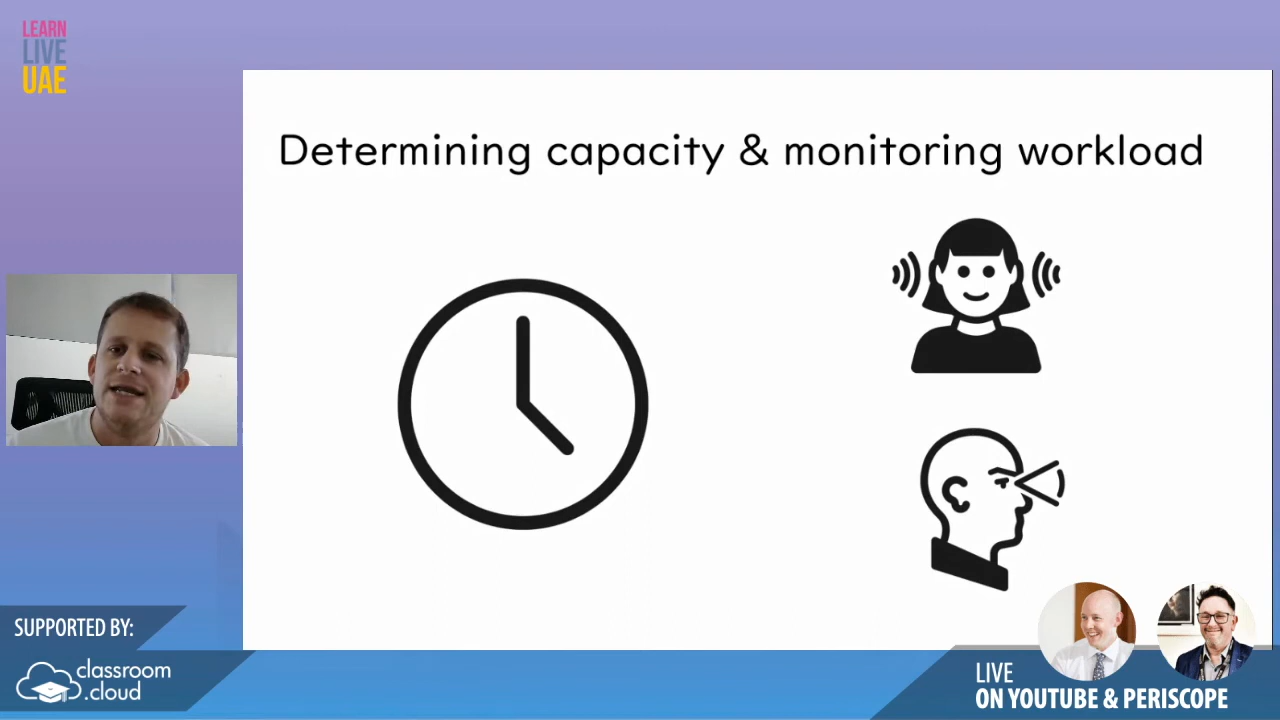 LEARN
LIVE
UAE
Determining capacity & monitoring workload
SUPPORTED BY:
classroom
.cloud
LIVE
ON YOUTUBE & PERISCOPE